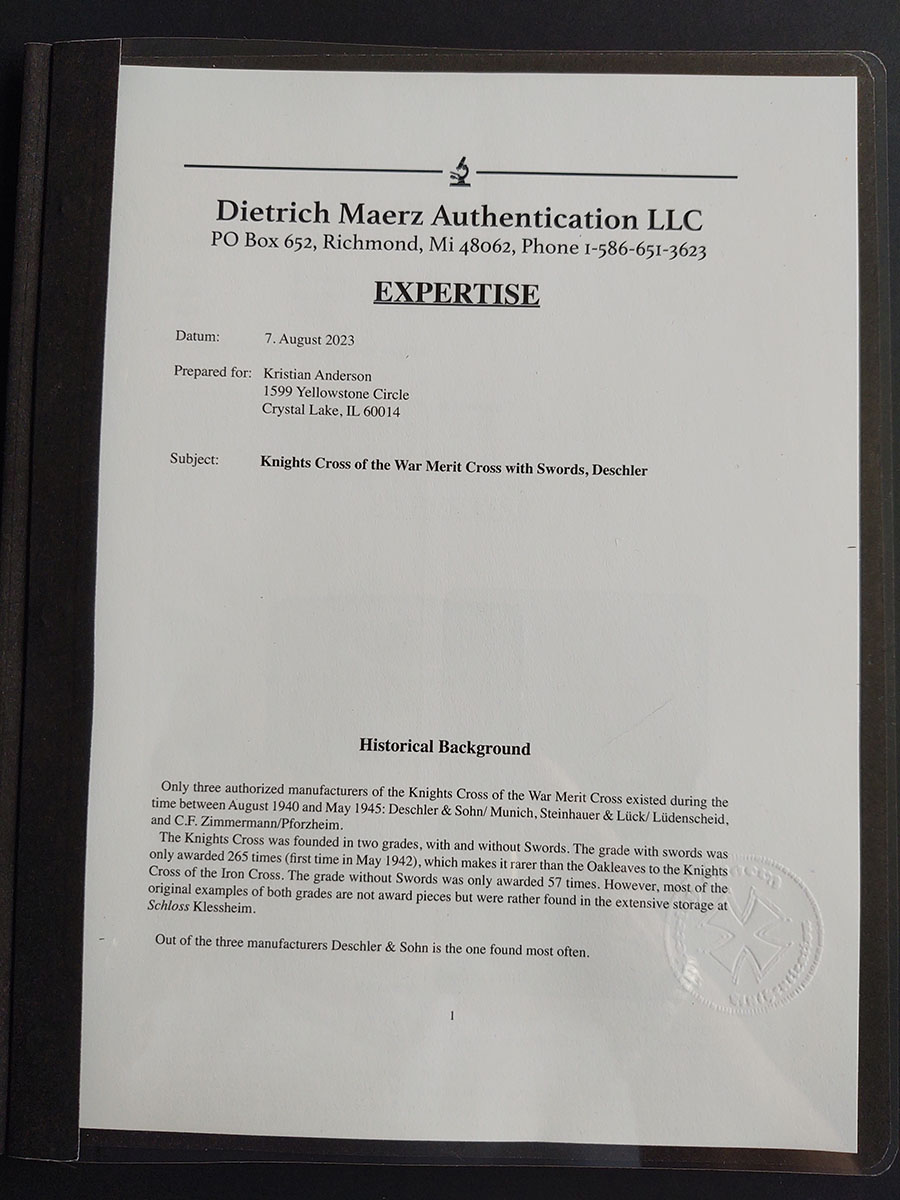 Dietrich Maerz Authentication LLC
PO Box 652, Richmond, Mi 48062, Phone 1-586-651-3623
EXPERTISE
Datum: 7. August 2023
Prepared for: Kristian Anderson
1599 Yellowstone Circle
Crystal Lake, IL 60014
Subject: Knights Cross of the War Merit Cross with Swords, Deschler
Historical Background
Only three authorized manufacturers of the Knights Cross of the War Merit Cross existed during the
time between August 1940 and May 1945: Deschler & Sohn/ Munich, Steinhauer & Lück/ Lüdenscheid,
and C.F. Zimmermann/Pforzheim.
The Knights Cross was founded in two grades, with and without Swords. The grade with swords was
only awarded 265 times (first time in May 1942), which makes it rarer than the Oakleaves to the Knights
Cross of the Iron Cross. The grade without Swords was only awarded 57 times. However, most of the
original examples of both grades are not award pieces but were rather found in the extensive storage at
Schloss Klessheim.
Out of the three manufacturers Deschler & Sohn is the one found most often.
1